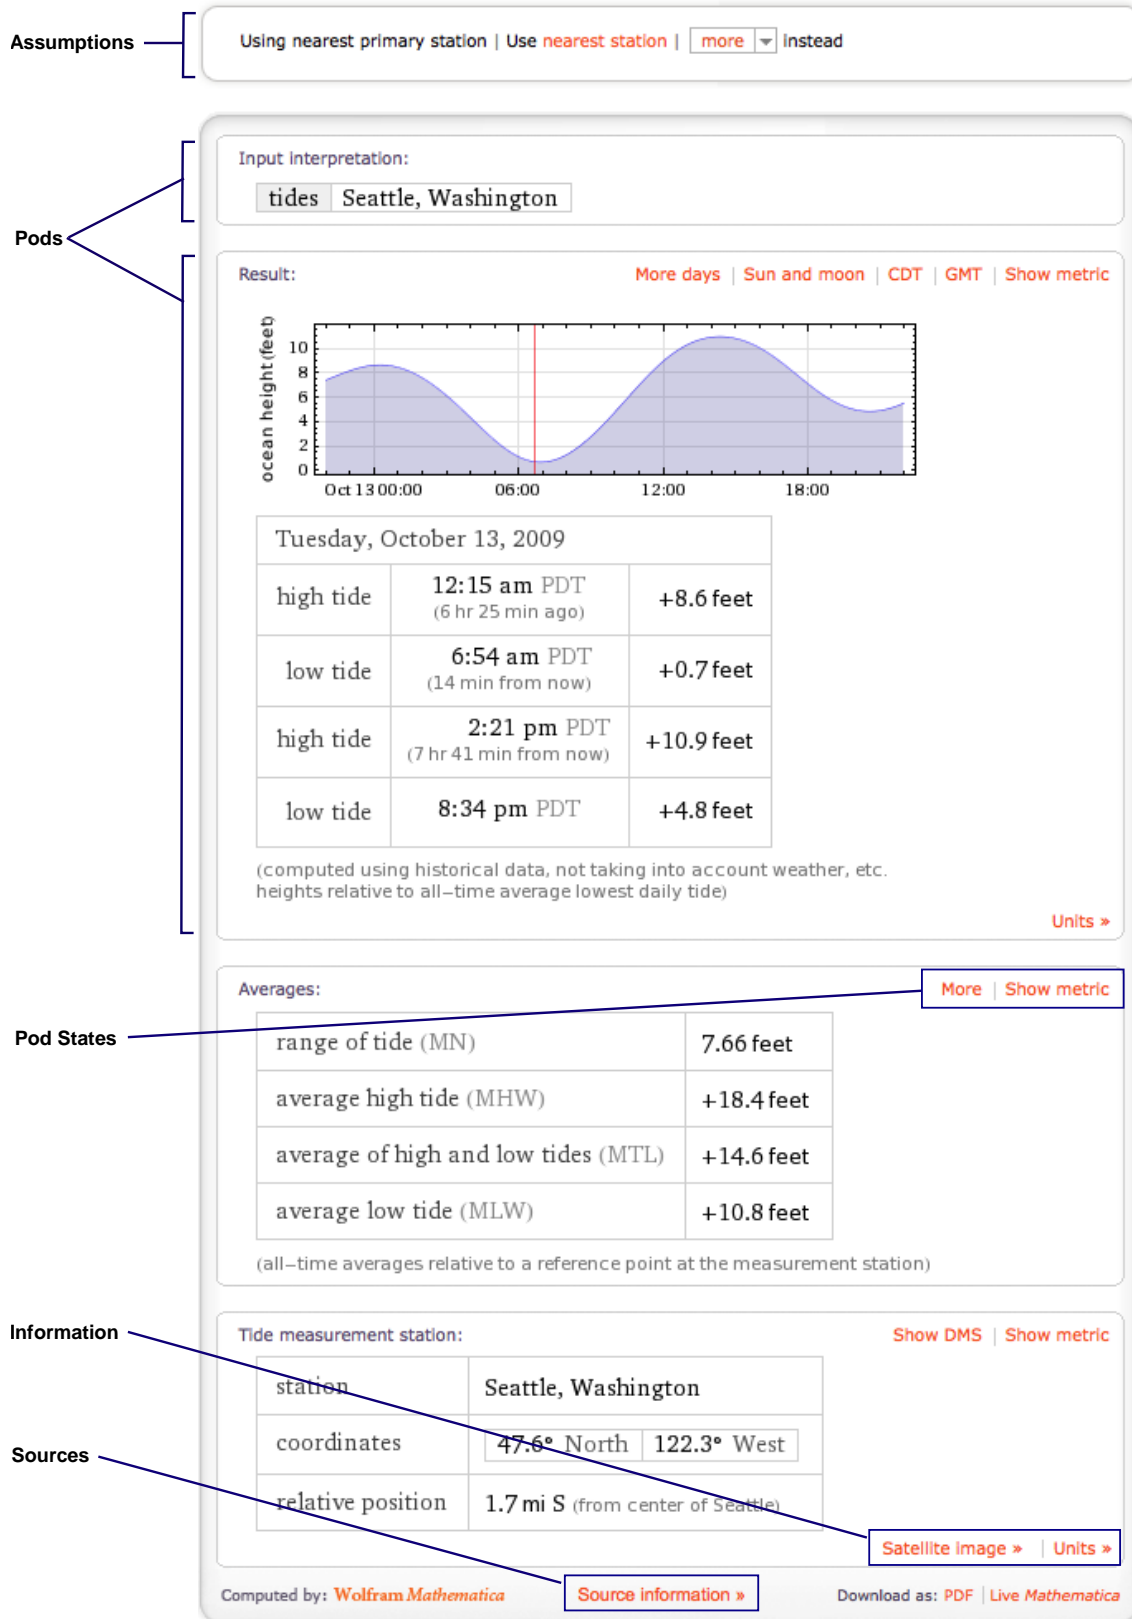 Assumptions
Using nearest primary station | Use nearest station | more instead
Input interpretation:
tides Seattle, Washington
Pods
Result: More days | Sun and moon | CDT | GMT | Show metric
ocean height (feet)
10
8
6
4
2
0
Oct 13 00:00 06:00 12:00 18:00
Tuesday, October 13, 2009
high tide 12:15 am PDT +8.6 feet
(6 hr 25 min ago)
low tide 6:54 am PDT +0.7 feet
(14 min from now)
high tide 2:21 pm PDT +10.9 feet
(7 hr 41 min from now)
low tide 8:34 pm PDT +4.8 feet
(computed using historical data, not taking into account weather, etc.
heights relative to all-time average lowest daily tide)
Units »
Averages: More | Show metric
Pod States
range of tide (MN) 7.66 feet
average high tide (MHW) +18.4 feet
average of high and low tides (MTL) +14.6 feet
average low tide (MLW) +10.8 feet
(all-time averages relative to a reference point at the measurement station)
Information
Tide measurement station: Show DMS | Show metric
station Seattle, Washington
coordinates 47.6° North 122.3° West
Sources
relative position 1.7 mi S (from center of Seattle)
Satellite image » | Units »
Computed by: Wolfram Mathematica Source information » Download as: PDF | Live Mathematica